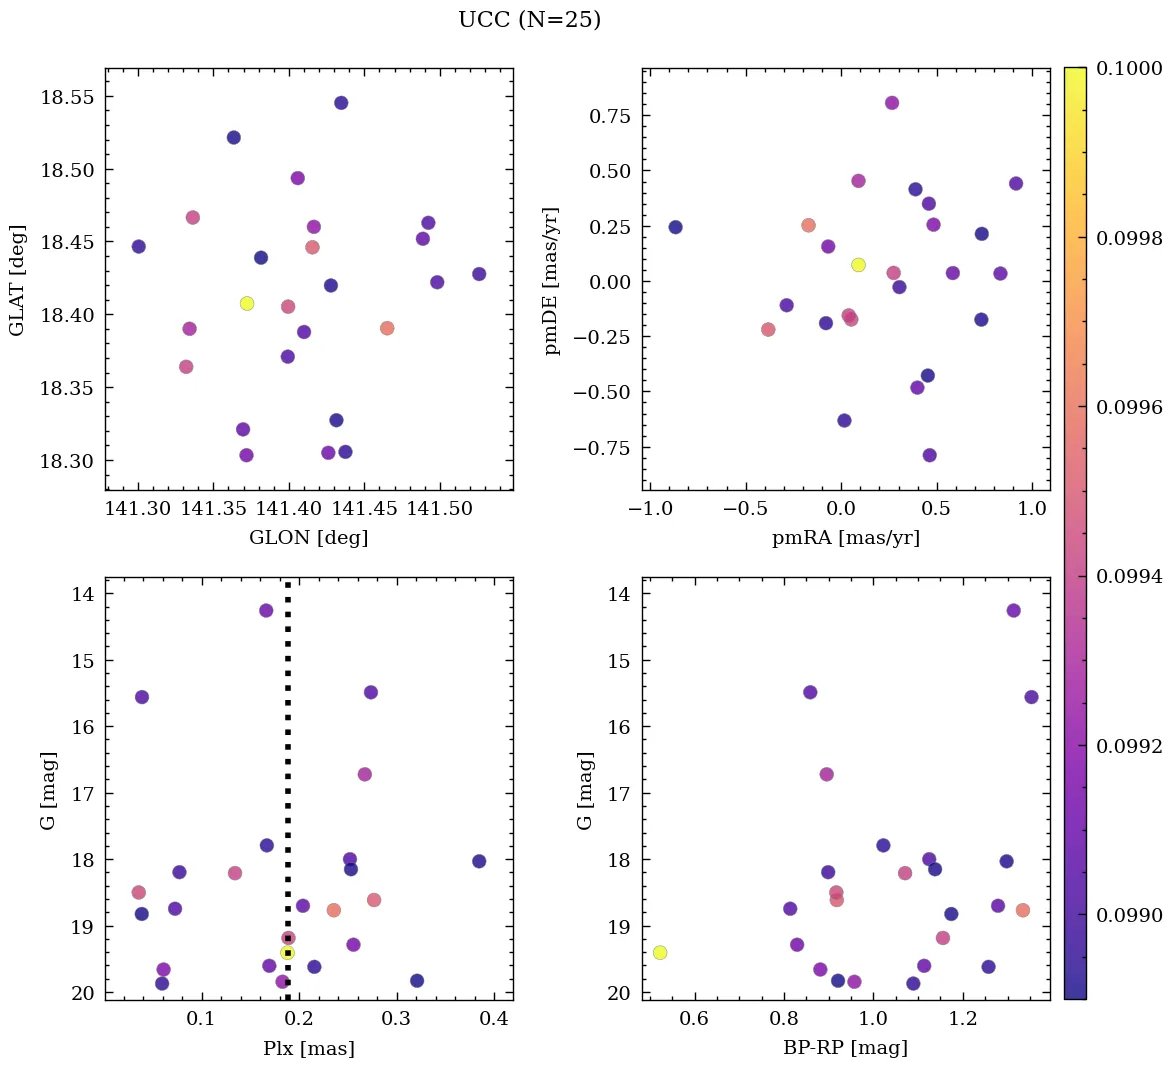 UCC (N=25)
18.55
18.50
18.45
18.40
18.35
18.30
GLAT [deg]
141.30 141.35 141.40 141.45 141.50
GLON [deg]
0.75
0.50
0.25
0.00
−0.25
−0.50
−0.75
pmDE [mas/yr]
−1.0 −0.5 0.0 0.5 1.0
pmRA [mas/yr]
0.1000
0.0998
0.0996
0.0994
0.0992
0.0990
14
15
16
17
18
19
20
G [mag]
0.1 0.2 0.3 0.4
Plx [mas]
14
15
16
17
18
19
20
G [mag]
0.6 0.8 1.0 1.2
BP-RP [mag]